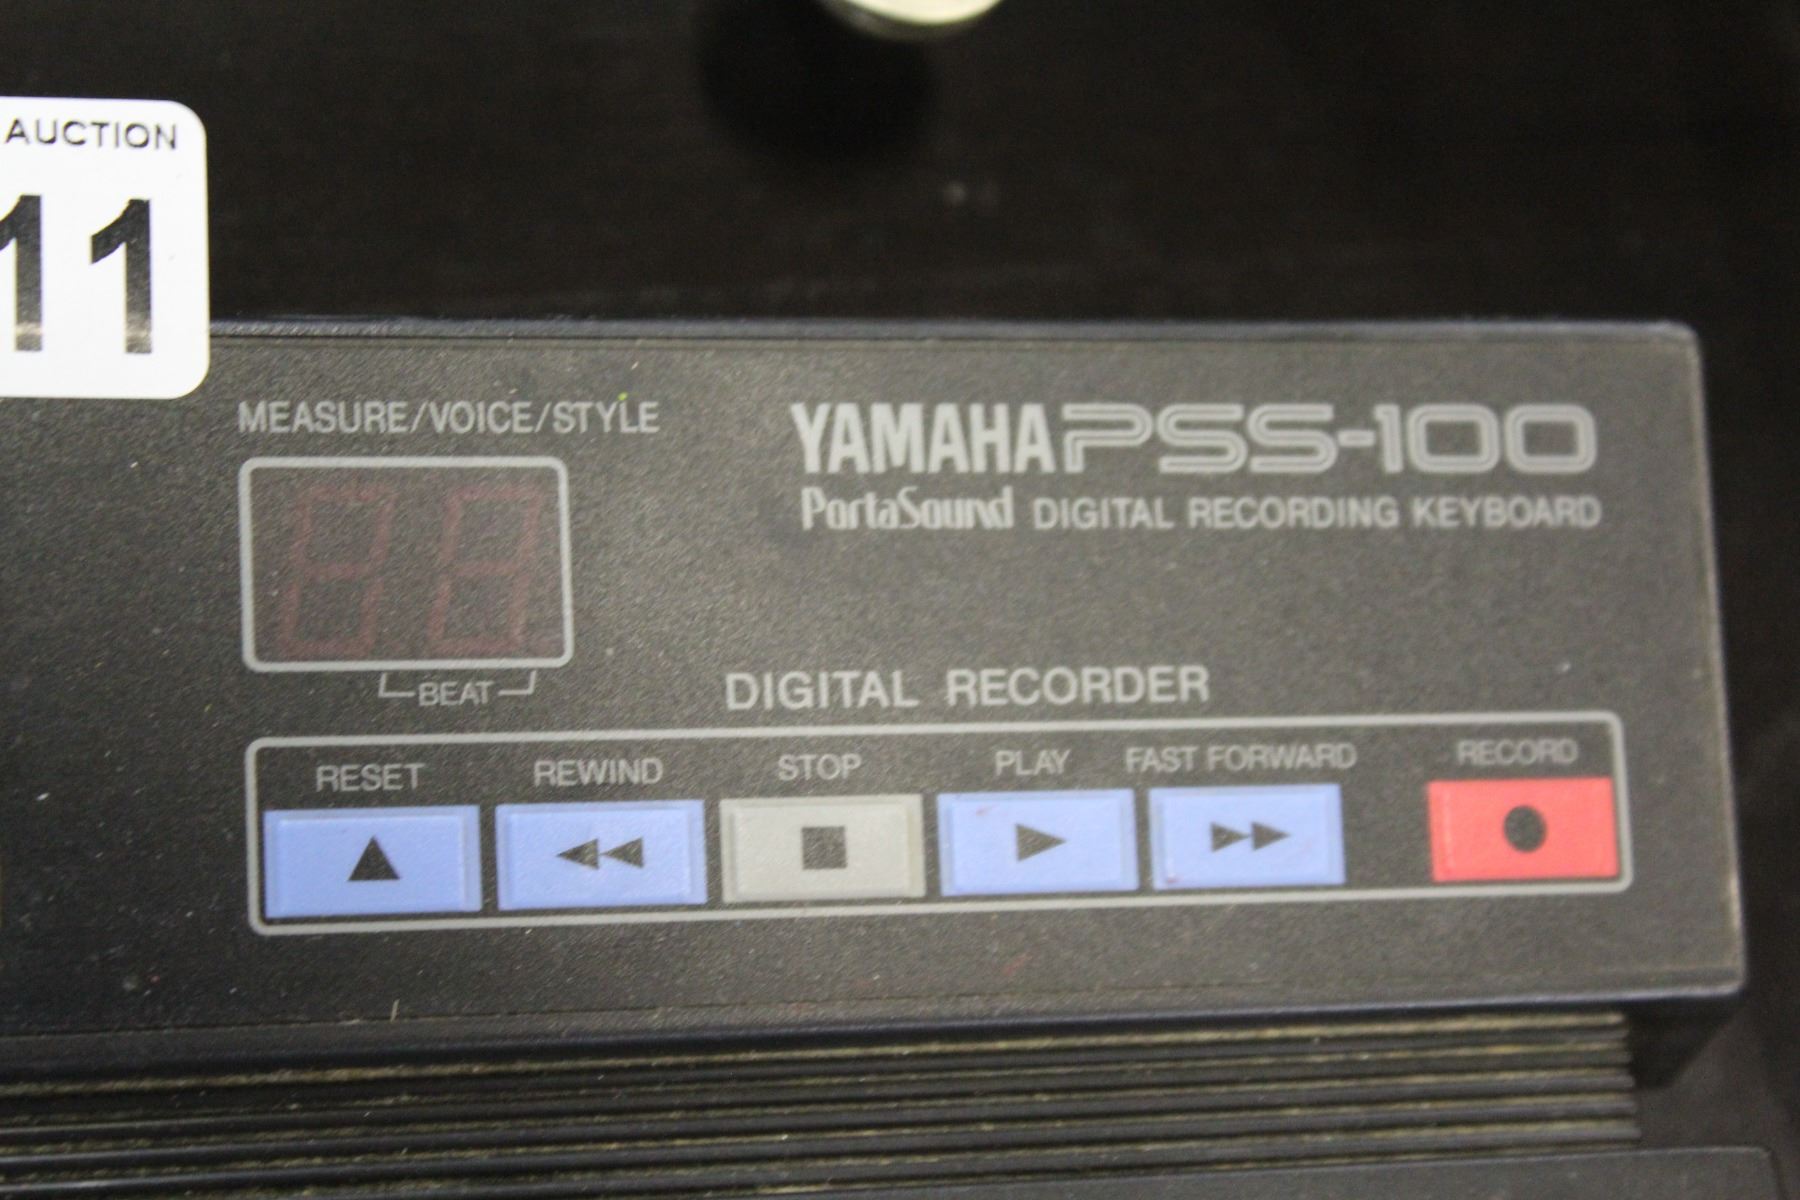 AUCTION
11
MEASURE/VOICE/STYLE
YAMAHA PSS-100
PortaSound DIGITAL RECORDING KEYBOARD
BEAT
DIGITAL RECORDER
RESET REWIND STOP PLAY FAST FORWARD RECORD